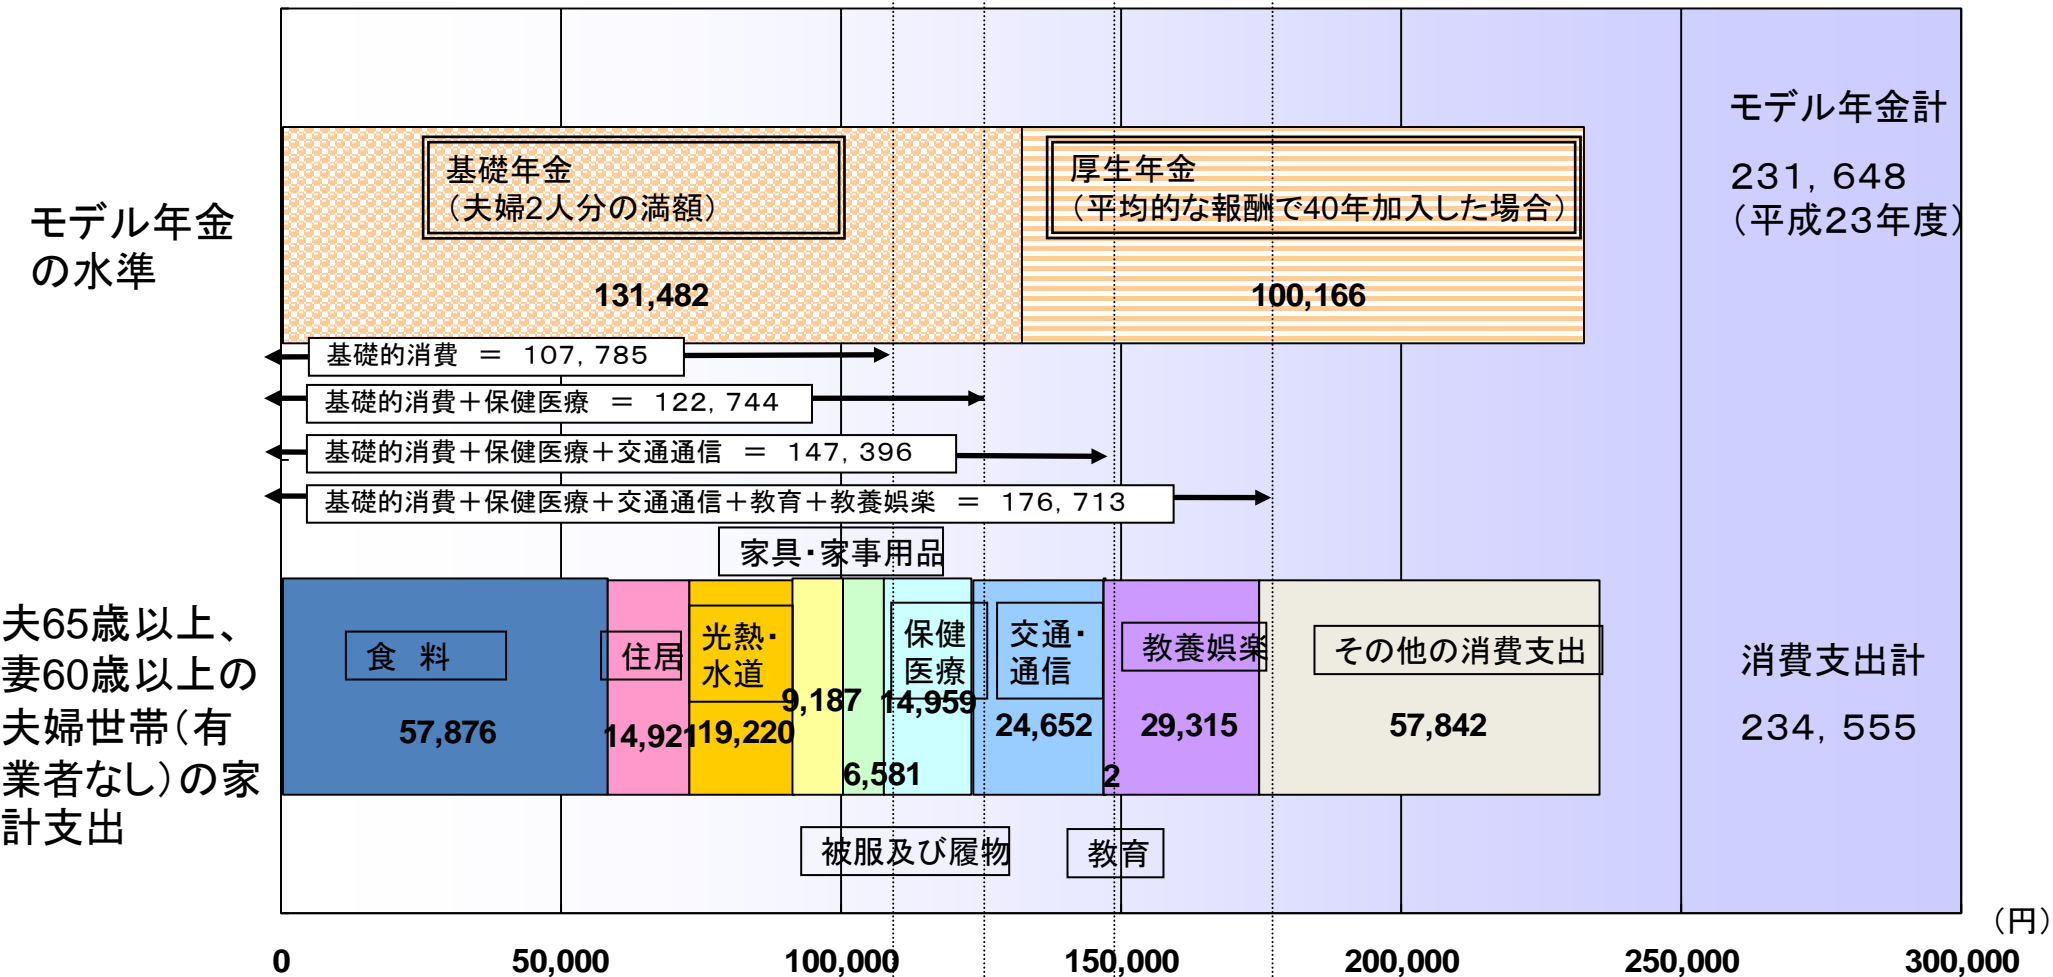 モデル年金計
231,648
（平成23年度）
モデル年金
の水準
基礎年金
（夫婦2人分の満額）
131,482
厚生年金
（平均的な報酬で40年加入した場合）
100,166
基礎的消費 ＝ 107,785
基礎的消費＋保健医療 ＝ 122,744
基礎的消費＋保健医療＋交通通信 ＝ 147,396
基礎的消費＋保健医療＋交通通信＋教育＋教養娯楽 ＝ 176,713
家具・家事用品
夫65歳以上、
妻60歳以上の
夫婦世帯（有
業者なし）の家
計支出
食 料
57,876
住居
14,921
光熱・
水道
19,220
9,187
6,581
保健
医療
14,959
交通・
通信
24,652
2
教養娯楽
29,315
その他の消費支出
57,842
消費支出計
234,555
被服及び履物
教育
（円）
0 50,000 100,000 150,000 200,000 250,000 300,000